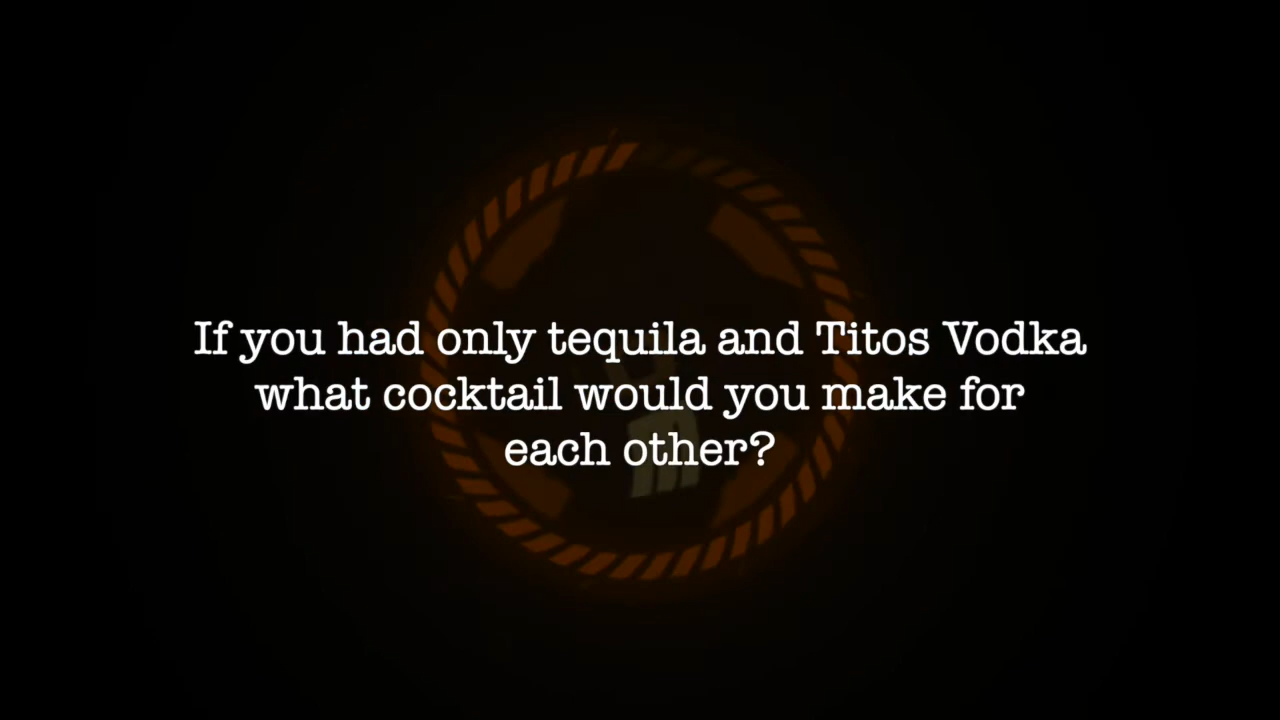 If you had only tequila and Titos Vodka
what cocktail would you make for
each other?